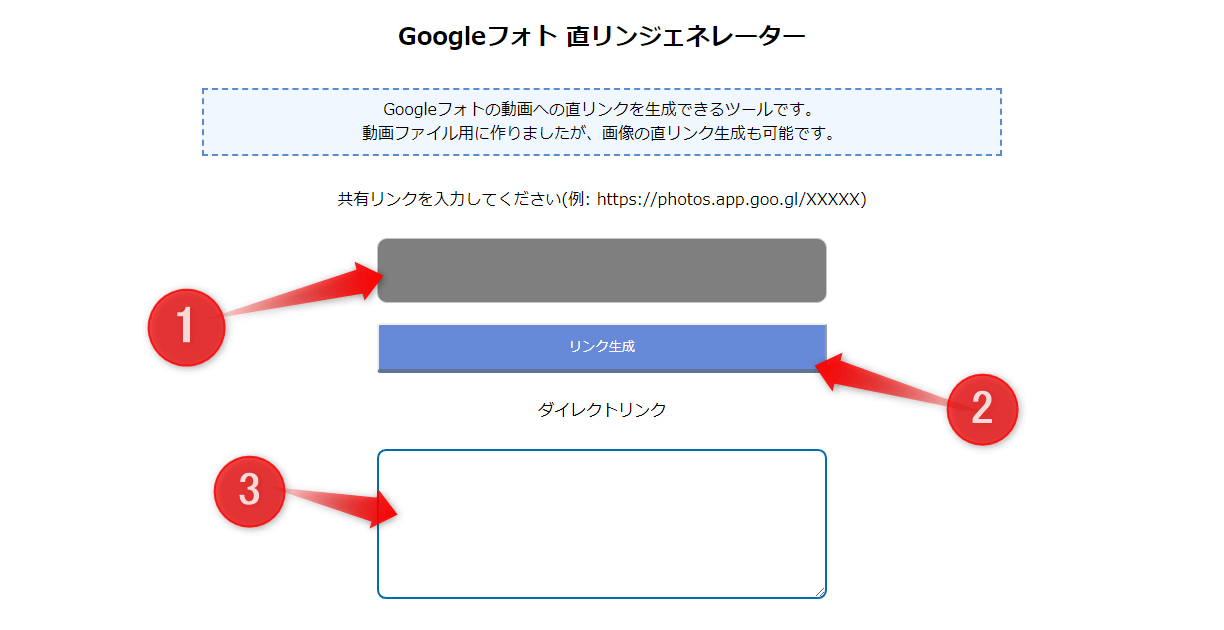 Googleフォト 直リンジェネレーター
Googleフォトの動画への直リンクを生成できるツールです。
動画ファイル用に作りましたが、画像の直リンク生成も可能です。
共有リンクを入力してください(例: https://photos.app.goo.gl/XXXXX)
1
リンク生成
2
ダイレクトリンク
3